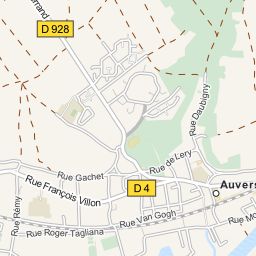 D 928
Rue Daubigny
Rue de Lery
Rue Gachet
D 4
Auvers
Rue François Villon
Rue Rémy
Rue Van Gogh
Rue Roger Tagliana